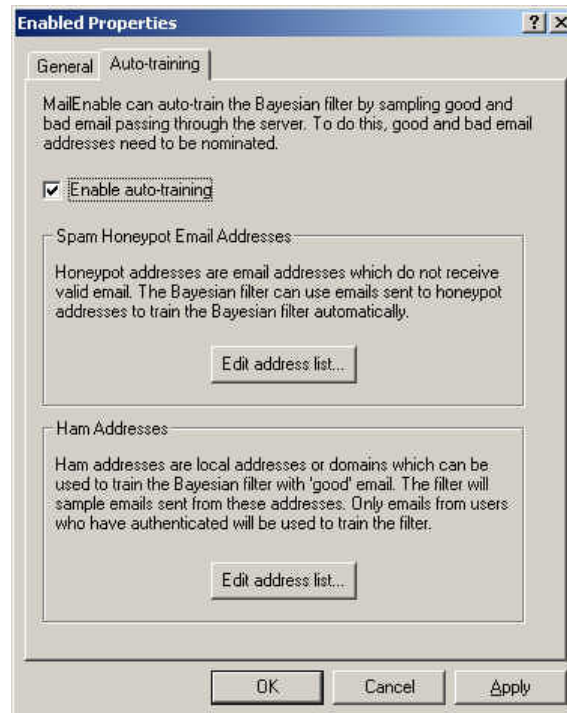 Enabled Properties
General Auto-training
MailEnable can auto-train the Bayesian filter by sampling good and
bad email passing through the server. To do this, good and bad email
addresses need to be nominated.
Enable auto-training
Spam Honeypot Email Addresses
Honeypot addresses are email addresses which do not receive
valid email. The Bayesian filter can use emails sent to honeypot
addresses to train the Bayesian filter automatically.
Edit address list...
Ham Addresses
Ham addresses are local addresses or domains which can be
used to train the Bayesian filter with 'good' email. The filter will
sample emails sent from these addresses. Only emails from users
who have authenticated will be used to train the filter.
Edit address list...
OK Cancel Apply